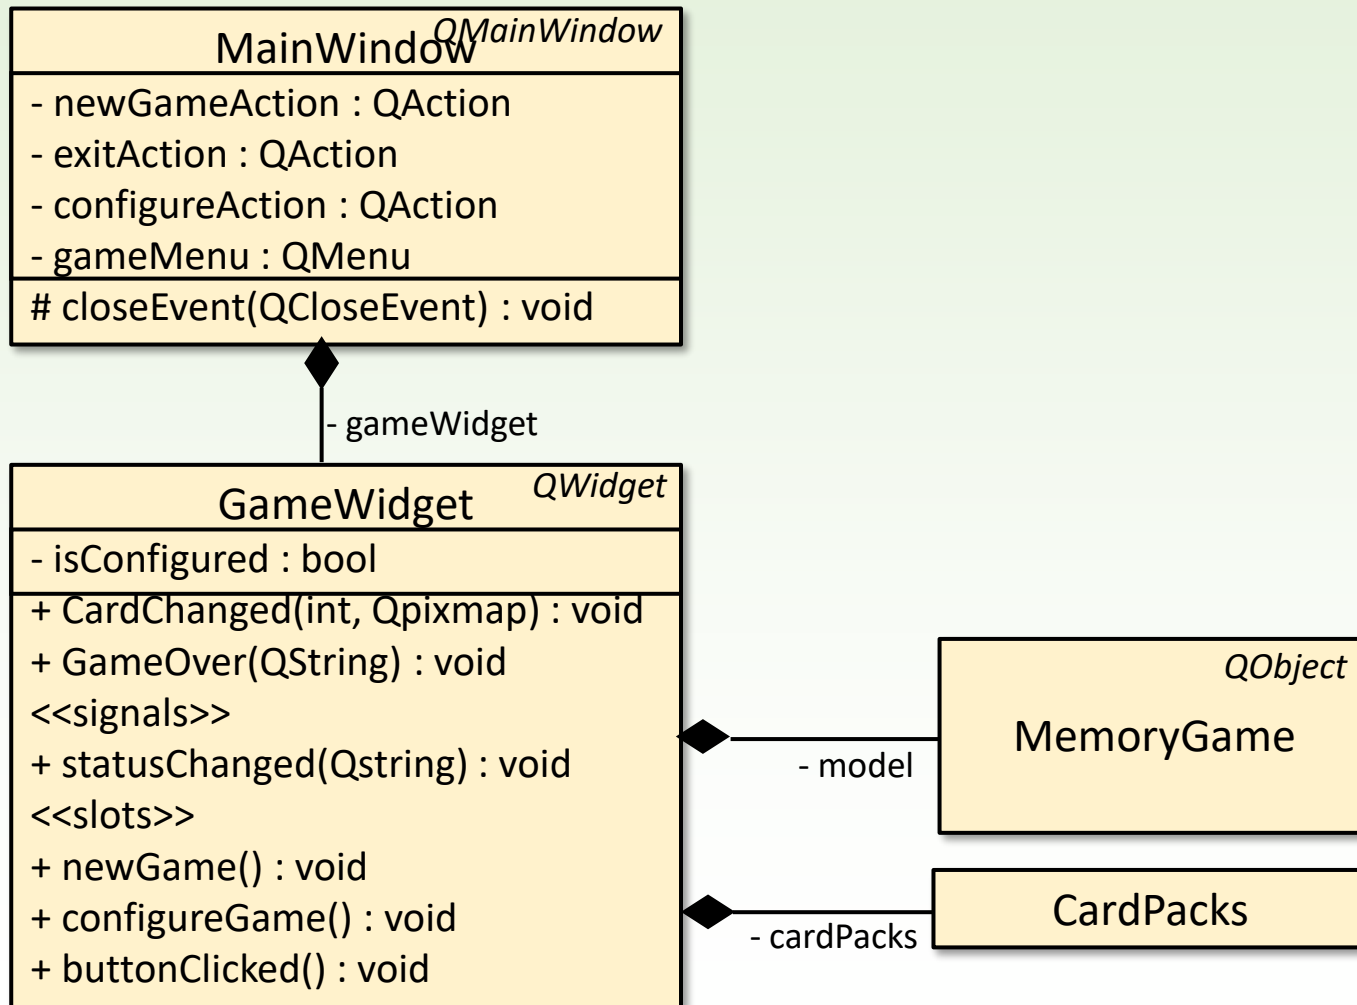 QMainWindow
MainWindow
- newGameAction : QAction
- exitAction : QAction
- configureAction : QAction
- gameMenu : QMenu
# closeEvent(QCloseEvent) : void
- gameWidget
QWidget
GameWidget
- isConfigured : bool
+ CardChanged(int, Qpixmap) : void
+ GameOver(QString) : void
<<signals>>
+ statusChanged(Qstring) : void
<<slots>>
+ newGame() : void
+ configureGame() : void
+ buttonClicked() : void
- model
QObject
MemoryGame
- cardPacks
CardPacks